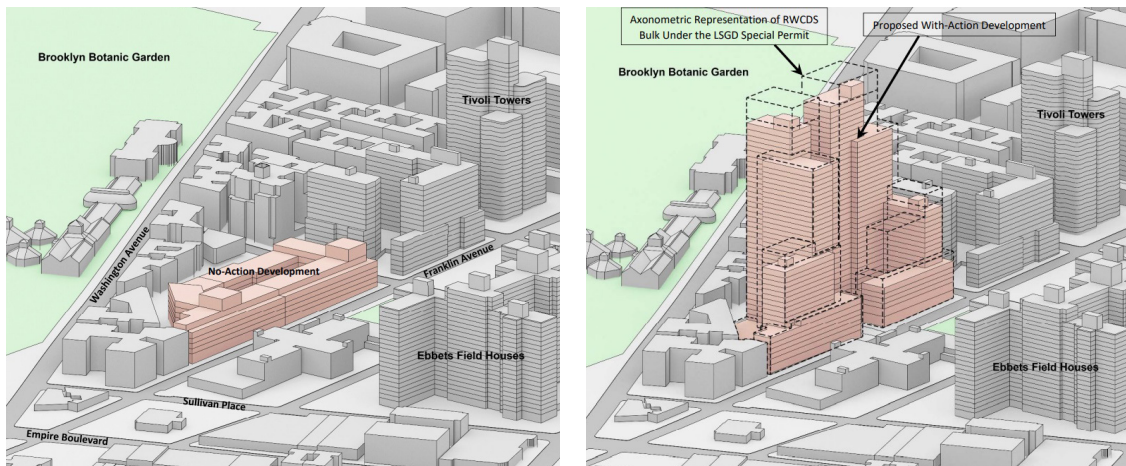 Brooklyn Botanic Garden
Tivoli Towers
Washington Avenue
No-Action Development
Franklin Avenue
Ebbets Field Houses
Sullivan Place
Empire Boulevard
Axonometric Representation of RWCDS
Bulk Under the LSGD Special Permit
Proposed With-Action Development
Brooklyn Botanic Garden
Tivoli Towers
Ebbets Field Houses